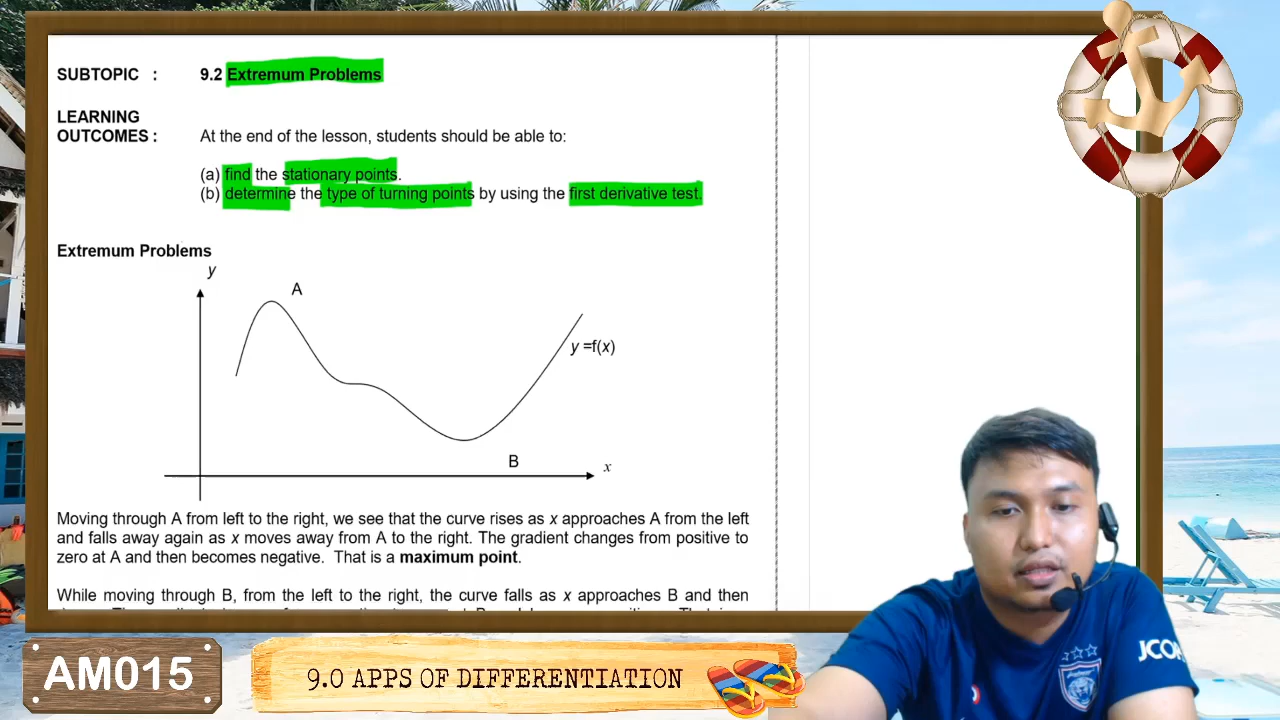 SUBTOPIC : 9.2 Extremum Problems
LEARNING
OUTCOMES : At the end of the lesson, students should be able to:
(a) find the stationary points.
(b) determine the type of turning points by using the first derivative test.
Extremum Problems
y
A
y =f(x)
B
x
Moving through A from left to the right, we see that the curve rises as x approaches A from the left
and falls away again as x moves away from A to the right. The gradient changes from positive to
zero at A and then becomes negative. That is a maximum point.
While moving through B, from the left to the right, the curve falls as x approaches B and then
JCO
AM015
9.0 APPS OF DIFFERENTIATION